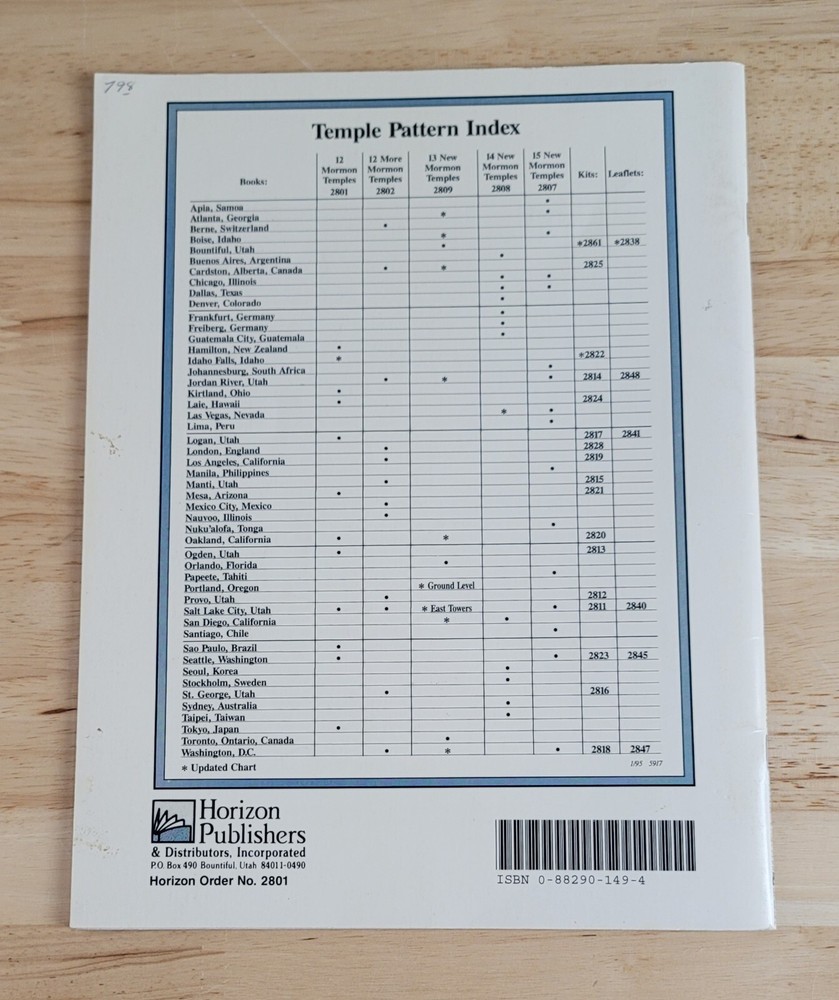 798
Temple Pattern Index
12 12 More 13 New 14 New 15 New
Mormon Mormon Mormon Mormon Mormon
Books: Temples Temples Temples Temples Temples Kits: Leaflets:
2801 2802 2809 2808 2807
Apia, Samoa •
Atlanta, Georgia * •
Berne, Switzerland •
Boise, Idaho * •
Bountiful, Utah • *2861 *2838
Buenos Aires, Argentina •
Cardston, Alberta, Canada • * 2825
Chicago, Illinois • •
Dallas, Texas • •
Denver, Colorado •
Frankfurt, Germany •
Freiberg, Germany •
Guatemala City, Guatemala •
Hamilton, New Zealand •
Idaho Falls, Idaho * *2822
Johannesburg, South Africa •
Jordan River, Utah • * • 2814 2848
Kirtland, Ohio •
Laie, Hawaii • 2824
Las Vegas, Nevada * •
Lima, Peru •
Logan, Utah • 2817 2841
London, England • 2828
Los Angeles, California • 2819
Manila, Philippines •
Manti, Utah • 2815
Mesa, Arizona • 2821
Mexico City, Mexico •
Nauvoo, Illinois •
Nuku'alofa, Tonga •
Oakland, California • * 2820
Ogden, Utah • 2813
Orlando, Florida •
Papeete, Tahiti •
Portland, Oregon * Ground Level
Provo, Utah • 2812
Salt Lake City, Utah • • * East Towers • 2811 2840
San Diego, California * •
Santiago, Chile •
Sao Paulo, Brazil •
Seattle, Washington • • 2823 2845
Seoul, Korea •
Stockholm, Sweden •
St. George, Utah • 2816
Sydney, Australia •
Taipei, Taiwan •
Tokyo, Japan •
Toronto, Ontario, Canada •
Washington, D.C. • * • 2818 2847
* Updated Chart 1/95 5917
Horizon
Publishers
& Distributors, Incorporated
P.O. Box 490 Bountiful, Utah 84011-0490
Horizon Order No. 2801
ISBN 0-88290-149-4